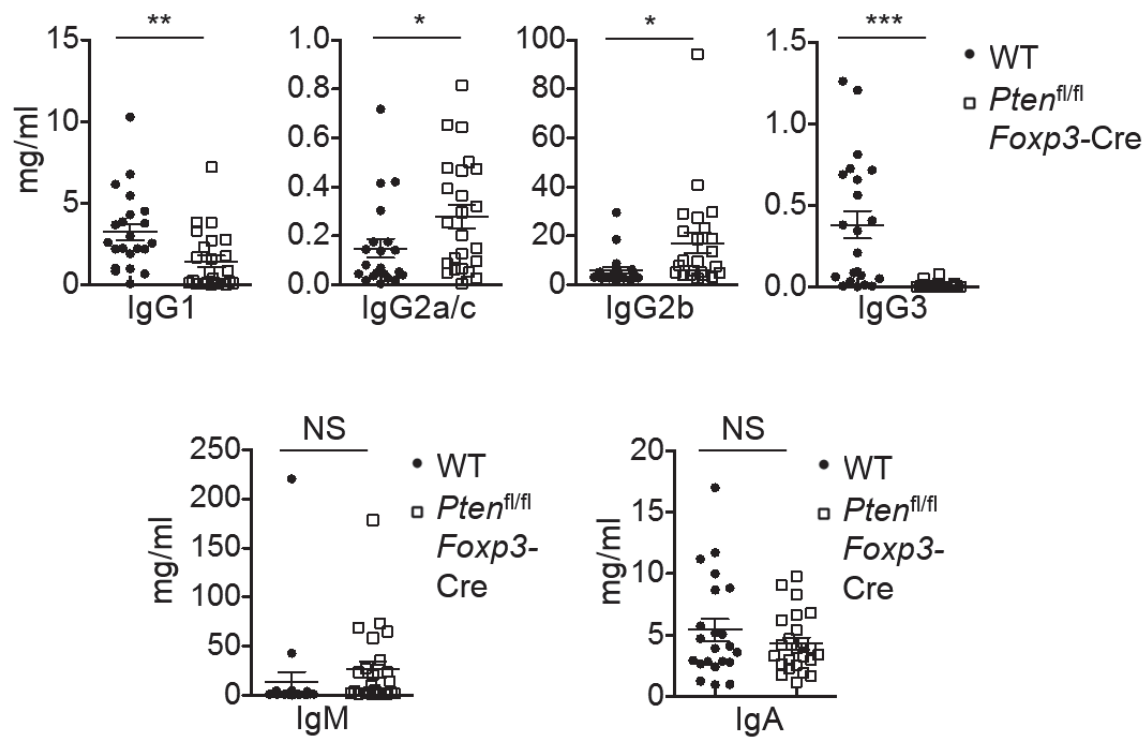 ** * * ***
15 1.0 100 1.5
WT
Pten^fl/fl
Foxp3-Cre
mg/ml
10 0.8 80 1.0
0.6 60
5 0.4 40 0.5
0.2 20
0 0.0 0 0.0
IgG1 IgG2a/c IgG2b IgG3
NS NS
250 20
WT WT
200
Pten^fl/fl Pten^fl/fl
15
Foxp3- Foxp3-
Cre Cre
mg/ml mg/ml
150 10
100
50 5
0 0
IgM IgA